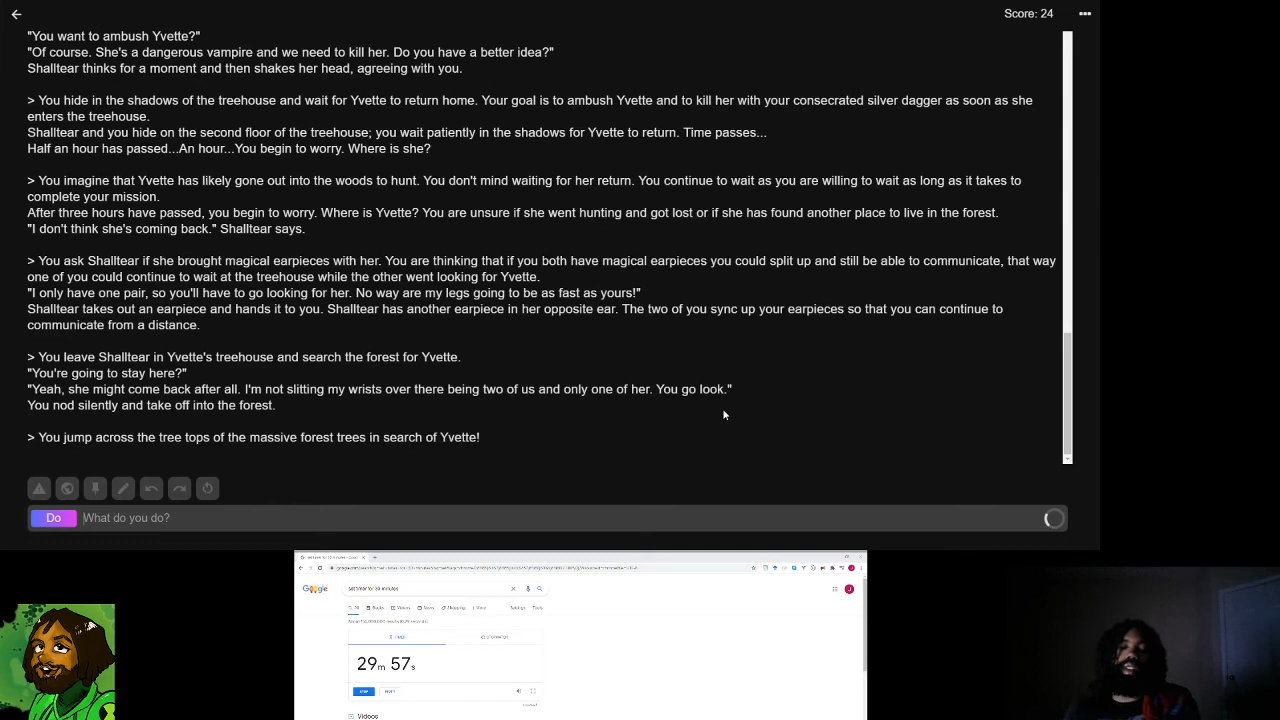 Score: 24
"You want to ambush Yvette?"
"Of course. She's a dangerous vampire and we need to kill her. Do you have a better idea?"
Shalltear thinks for a moment and then shakes her head, agreeing with you.
> You hide in the shadows of the treehouse and wait for Yvette to return home. Your goal is to ambush Yvette and to kill her with your consecrated silver dagger as soon as she
enters the treehouse.
Shalltear and you hide on the second floor of the treehouse; you wait patiently in the shadows for Yvette to return. Time passes...
Half an hour has passed...An hour...You begin to worry. Where is she?
> You imagine that Yvette has likely gone out into the woods to hunt. You don't mind waiting for her return. You continue to wait as you are willing to wait as long as it takes to
complete your mission.
After three hours have passed, you begin to worry. Where is Yvette? You are unsure if she went hunting and got lost or if she has found another place to live in the forest.
"I don't think she's coming back." Shalltear says.
> You ask Shalltear if she brought magical earpieces with her. You are thinking that if you both have magical earpieces you could split up and still be able to communicate, that way
one of you could continue to wait at the treehouse while the other went looking for Yvette.
"I only have one pair, so you'll have to go looking for her. No way are my legs going to be as fast as yours!"
Shalltear takes out an earpiece and hands it to you. Shalltear has another earpiece in her opposite ear. The two of you sync up your earpieces so that you can continue to
communicate from a distance.
> You leave Shalltear in Yvette's treehouse and search the forest for Yvette.
"You're going to stay here?"
"Yeah, she might come back after all. I'm not slitting my wrists over there being two of us and only one of her. You go look."
You nod silently and take off into the forest.
> You jump across the tree tops of the massive forest trees in search of Yvette!
Do What do you do?
Google set timer for 30 minutes
All Books Videos News Shopping More Settings Tools
TIMER STOPWATCH
29m 57s
STOP RESET
Videos